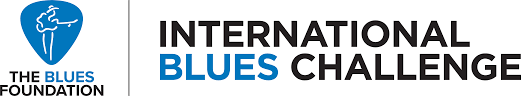 THE BLUES
FOUNDATION
INTERNATIONAL
BLUES CHALLENGE